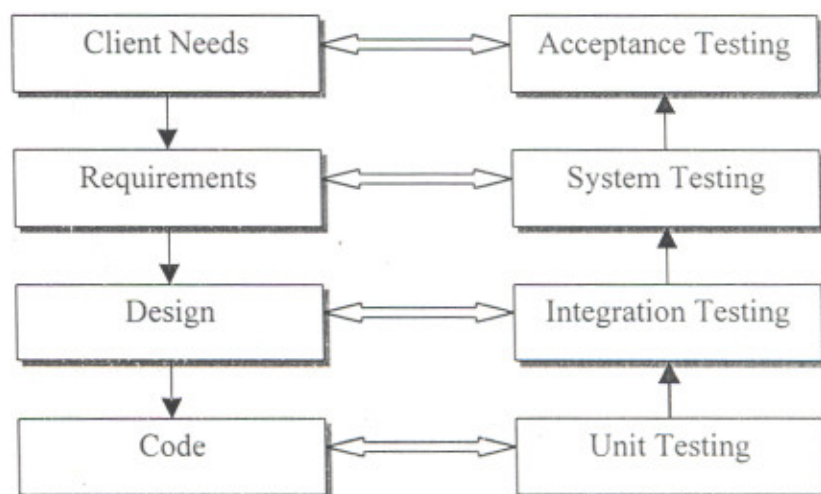 Client Needs
Acceptance Testing
Requirements
System Testing
Design
Integration Testing
Code
Unit Testing